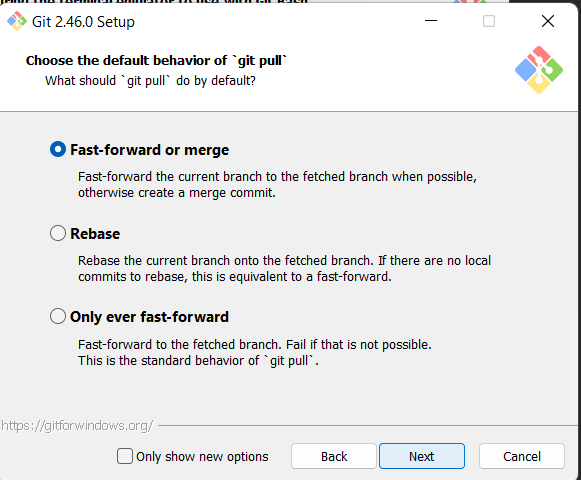 Git 2.46.0 Setup
Choose the default behavior of `git pull`
What should `git pull` do by default?
Fast-forward or merge
Fast-forward the current branch to the fetched branch when possible,
otherwise create a merge commit.
Rebase
Rebase the current branch onto the fetched branch. If there are no local
commits to rebase, this is equivalent to a fast-forward.
Only ever fast-forward
Fast-forward to the fetched branch. Fail if that is not possible.
This is the standard behavior of `git pull`.
https://gitforwindows.org/
Only show new options
Back
Next
Cancel